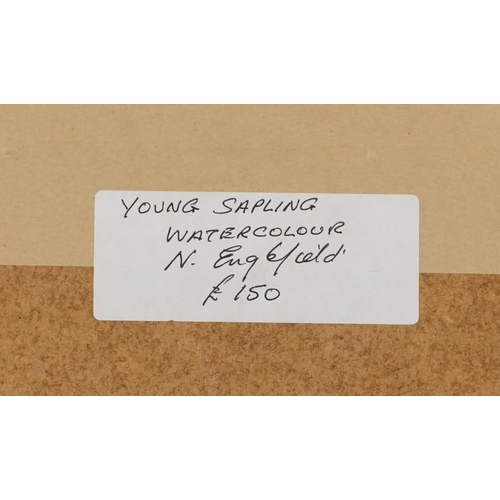 YOUNG SAPLING
WATERCOLOUR
N. Englefield
£150